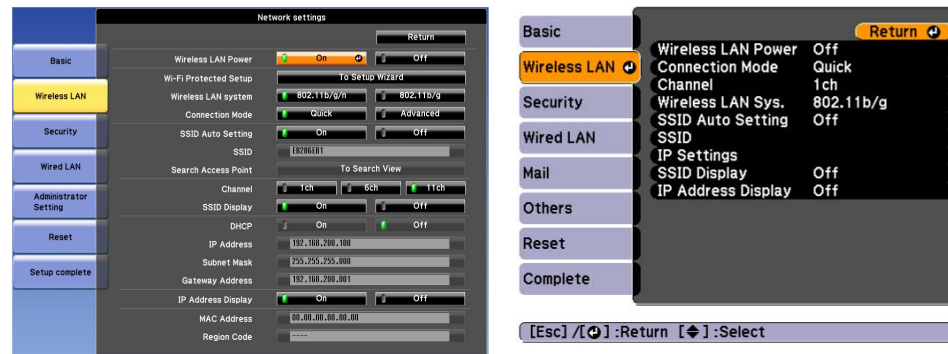 Network settings
Return
Basic
Wireless LAN
Security
Wired LAN
Administrator
Setting
Reset
Setup complete
Wireless LAN Power On Off
Wi-Fi Protected Setup To Setup Wizard
Wireless LAN system 802.11b/g/n 802.11b/g
Connection Mode Quick Advanced
SSID Auto Setting On Off
SSID EB286EB1
Search Access Point To Search View
Channel 1ch 6ch 11ch
SSID Display On Off
DHCP On Off
IP Address 192.168.200.100
Subnet Mask 255.255.255.000
Gateway Address 192.168.200.001
IP Address Display On Off
MAC Address 00.00.00.00.00.00
Region Code ----
Basic
Wireless LAN
Security
Wired LAN
Mail
Others
Reset
Complete
Return
Wireless LAN Power Off
Connection Mode Quick
Channel 1ch
Wireless LAN Sys. 802.11b/g
SSID Auto Setting Off
SSID
IP Settings
SSID Display Off
IP Address Display Off
[Esc] /[ ] :Return [ ] :Select